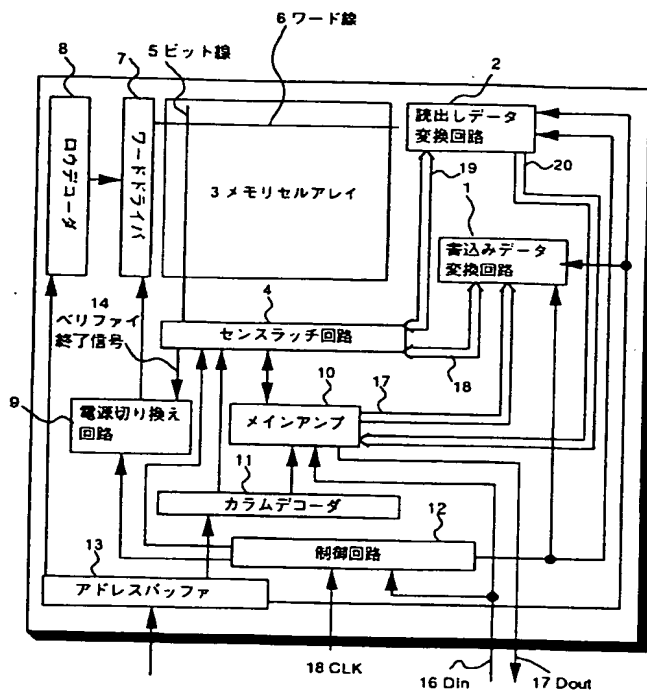 6 ワード線
5 ビット線
8
7
2
読出しデータ
変換回路
ロウデコーダ
ワードドライバ
3 メモリセルアレイ
19
20
1
書込みデータ
変換回路
14
ベリファイ
終了信号
4
センスラッチ回路
18
9
電源切り換え
回路
10
17
メインアンプ
11
カラムデコーダ
12
制御回路
13
アドレスバッファ
18 CLK
16 Din
17 Dout